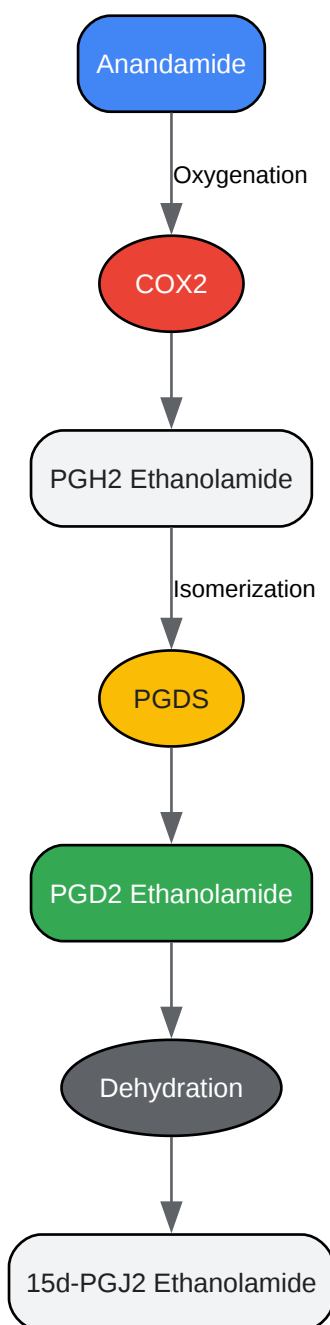 Anandamide
Oxygenation
COX2
PGH2 Ethanolamide
Isomerization
PGDS
PGD2 Ethanolamide
Dehydration
15d-PGJ2 Ethanolamide